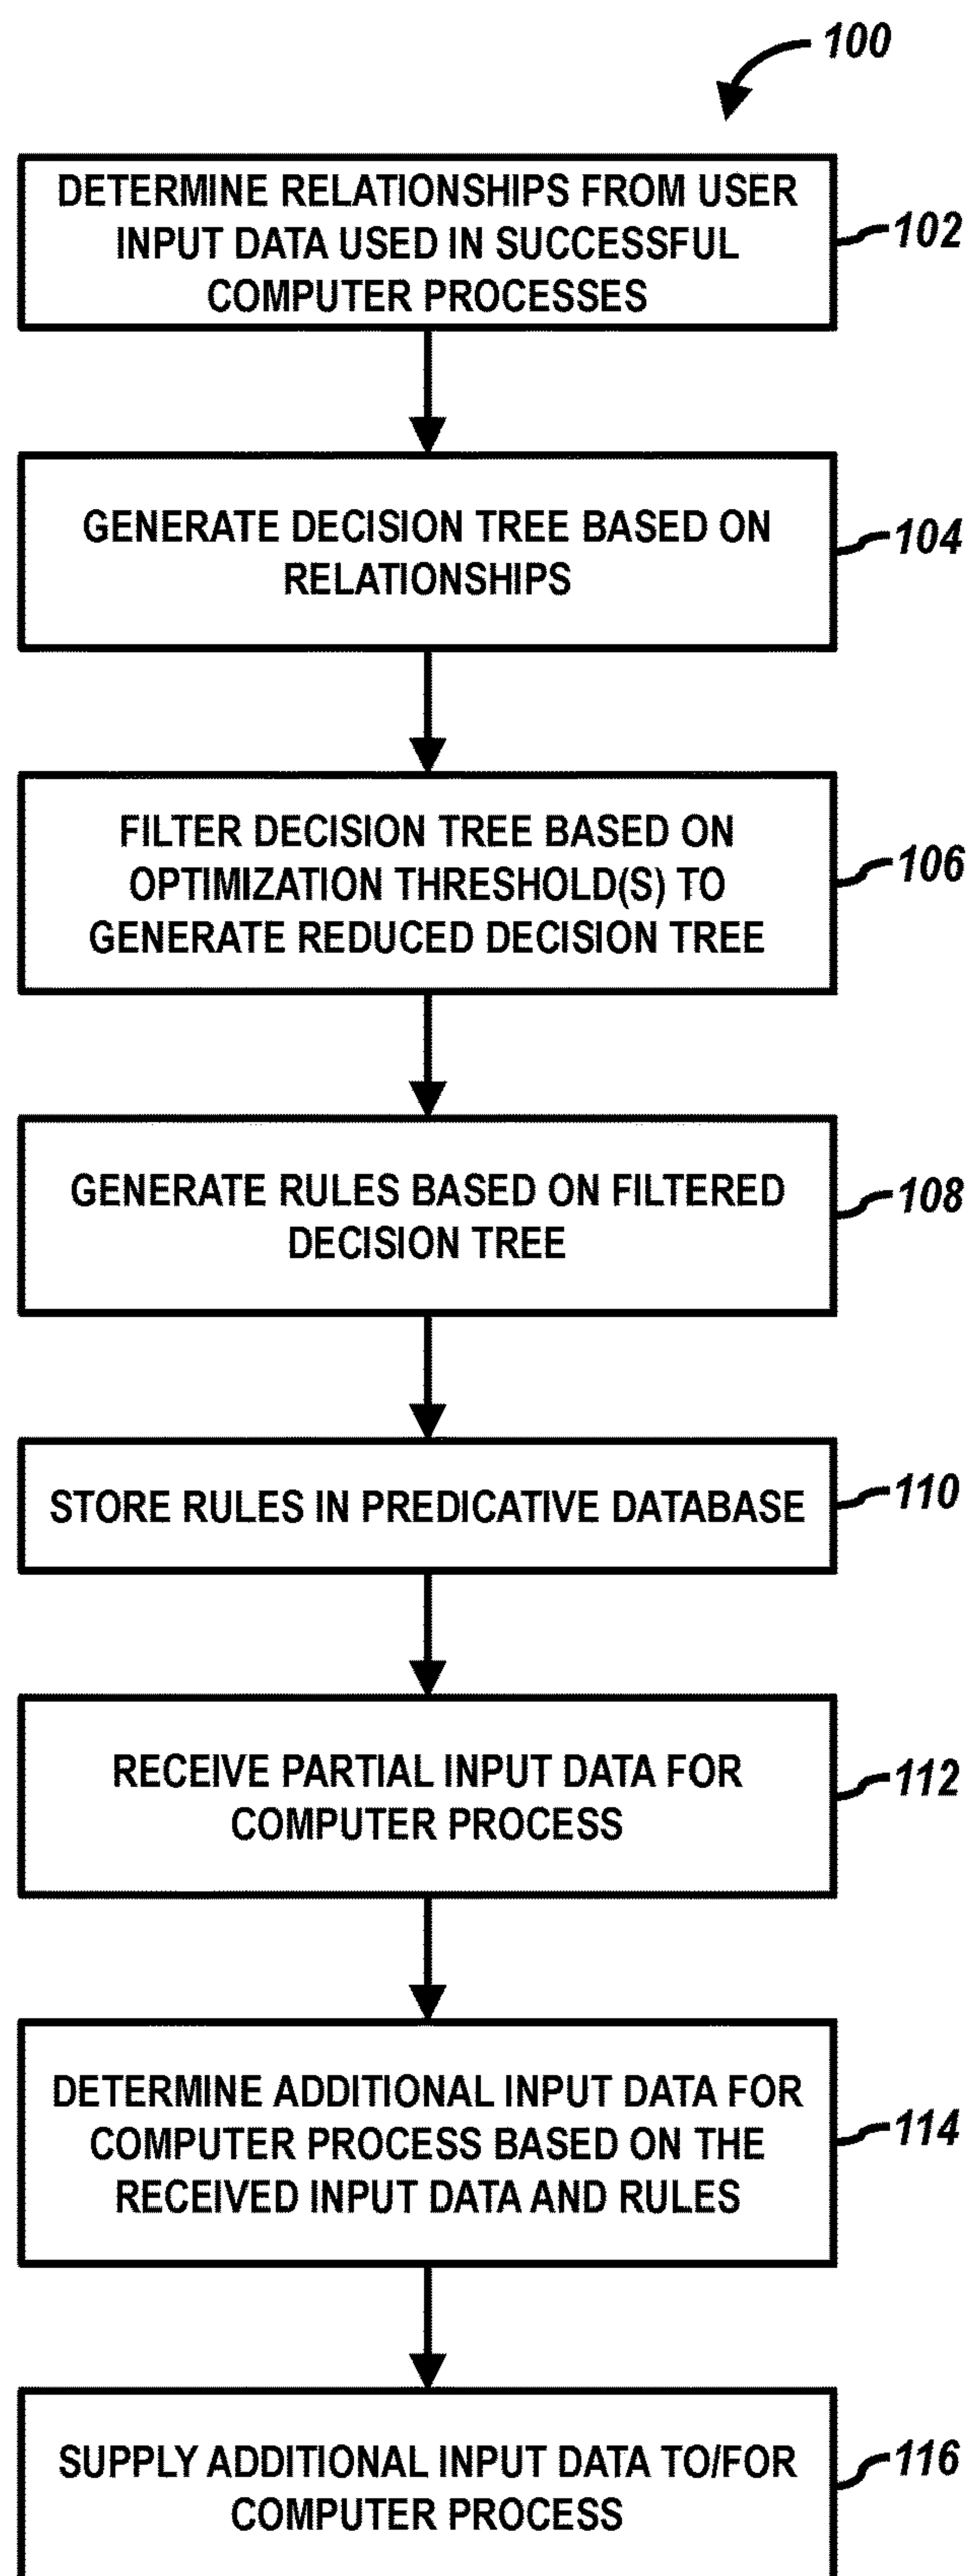 100
DETERMINE RELATIONSHIPS FROM USER
INPUT DATA USED IN SUCCESSFUL
COMPUTER PROCESSES
102
GENERATE DECISION TREE BASED ON
RELATIONSHIPS
104
FILTER DECISION TREE BASED ON
OPTIMIZATION THRESHOLD(S) TO
GENERATE REDUCED DECISION TREE
106
GENERATE RULES BASED ON FILTERED
DECISION TREE
108
STORE RULES IN PREDICATIVE DATABASE
110
RECEIVE PARTIAL INPUT DATA FOR
COMPUTER PROCESS
112
DETERMINE ADDITIONAL INPUT DATA FOR
COMPUTER PROCESS BASED ON THE
RECEIVED INPUT DATA AND RULES
114
SUPPLY ADDITIONAL INPUT DATA TO/FOR
COMPUTER PROCESS
116